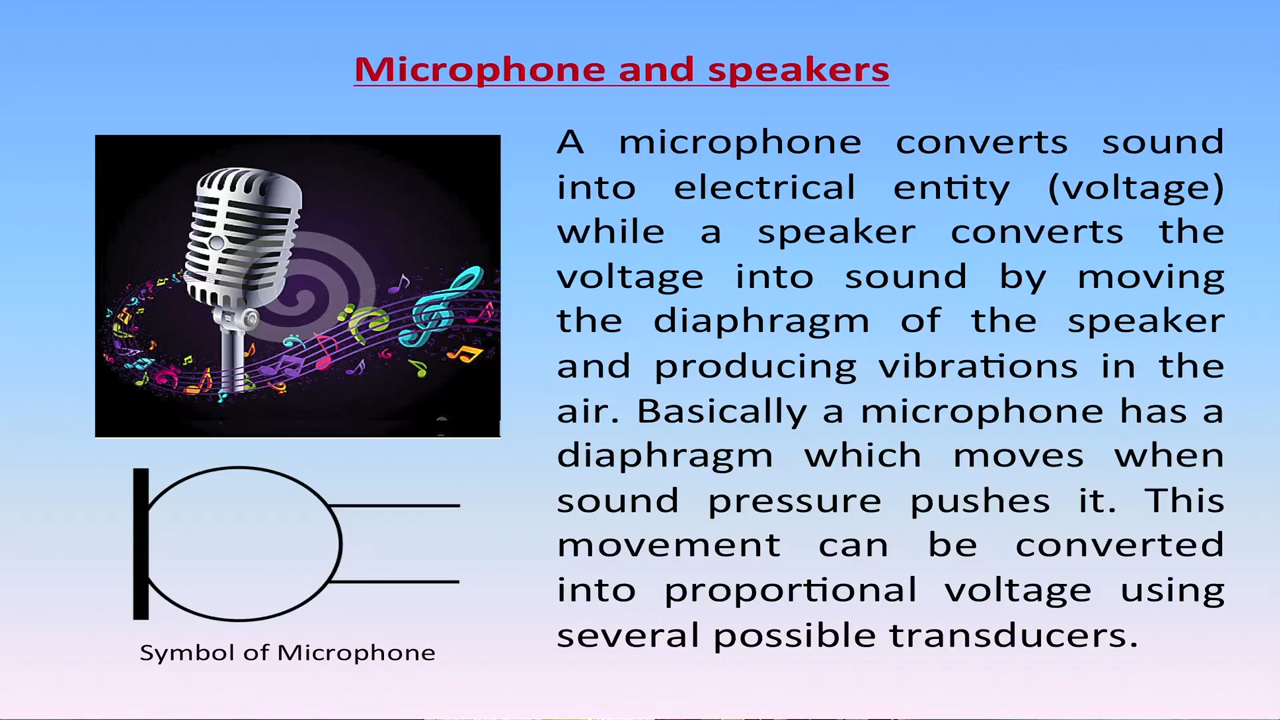 Microphone and speakers
A microphone converts sound
into electrical entity (voltage)
while a speaker converts the
voltage into sound by moving
the diaphragm of the speaker
and producing vibrations in the
air. Basically a microphone has a
diaphragm which moves when
sound pressure pushes it. This
movement can be converted
into proportional voltage using
several possible transducers.
Symbol of Microphone